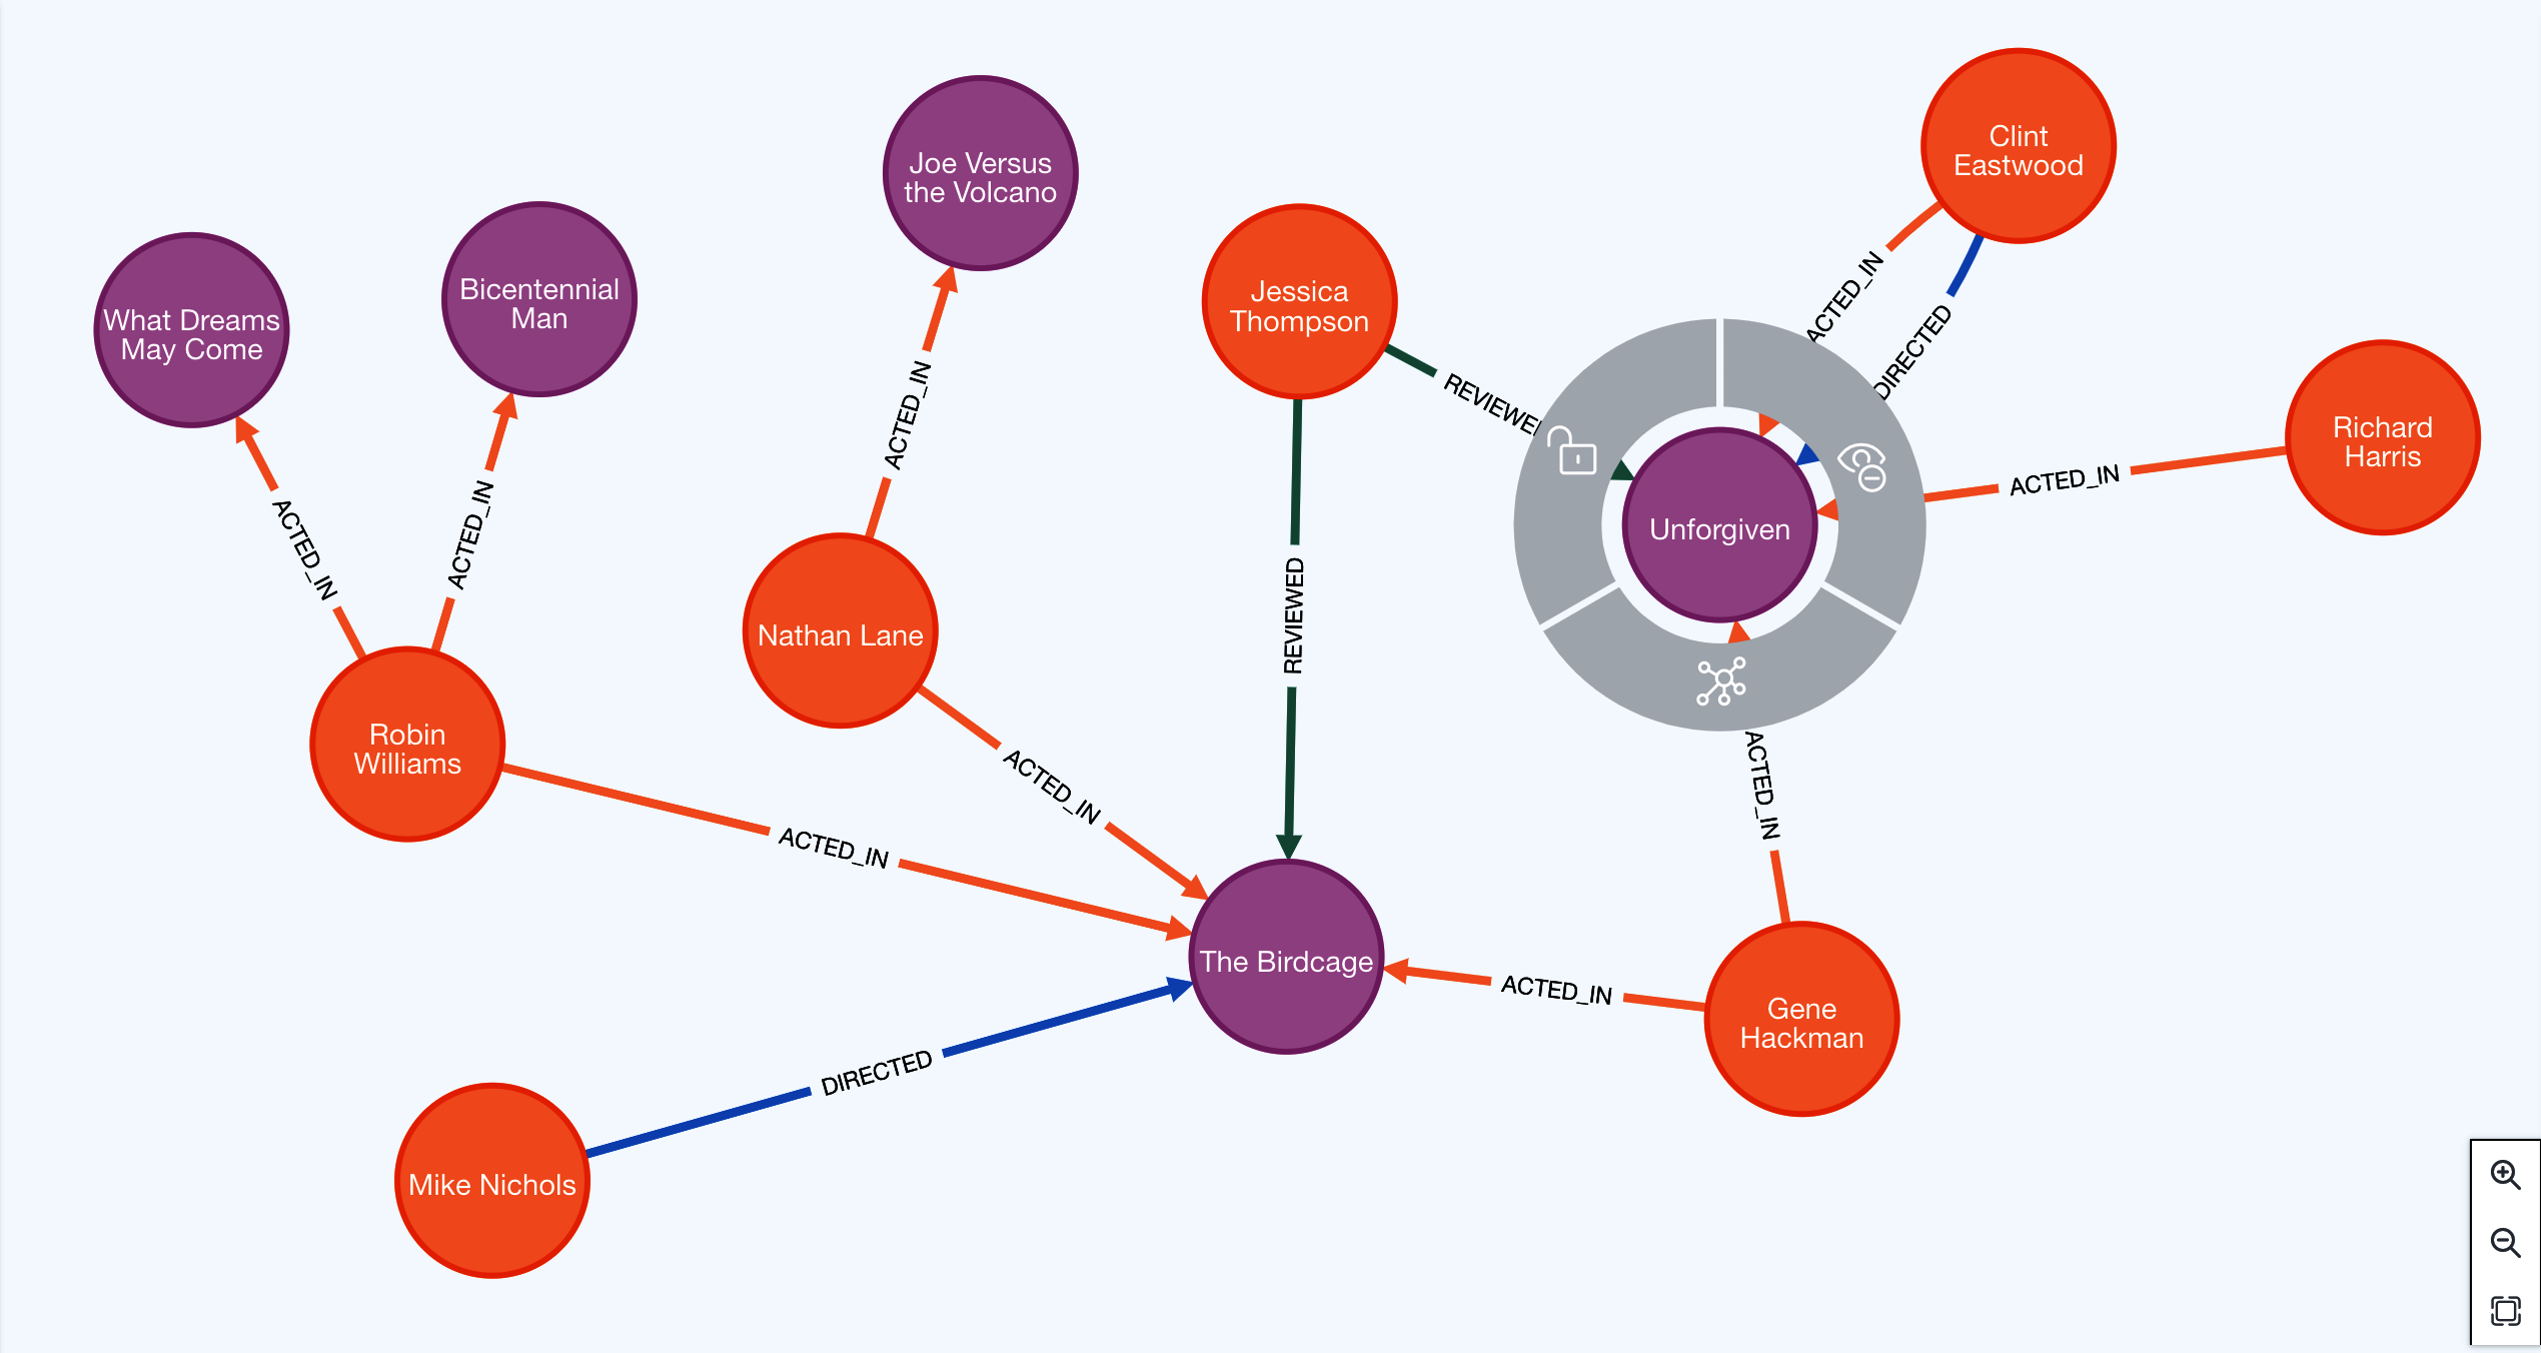 Joe Versus
the Volcano
Clint
Eastwood
What Dreams
May Come
Bicentennial
Man
Jessica
Thompson
ACTED_IN
DIRECTED
REVIEWE
Richard
Harris
ACTED_IN
ACTED_IN
ACTED_IN
ACTED_IN
Unforgiven
Nathan Lane
REVIEWED
Robin
Williams
ACTED_IN
ACTED_IN
ACTED_IN
The Birdcage
ACTED_IN
Gene
Hackman
DIRECTED
Mike Nichols